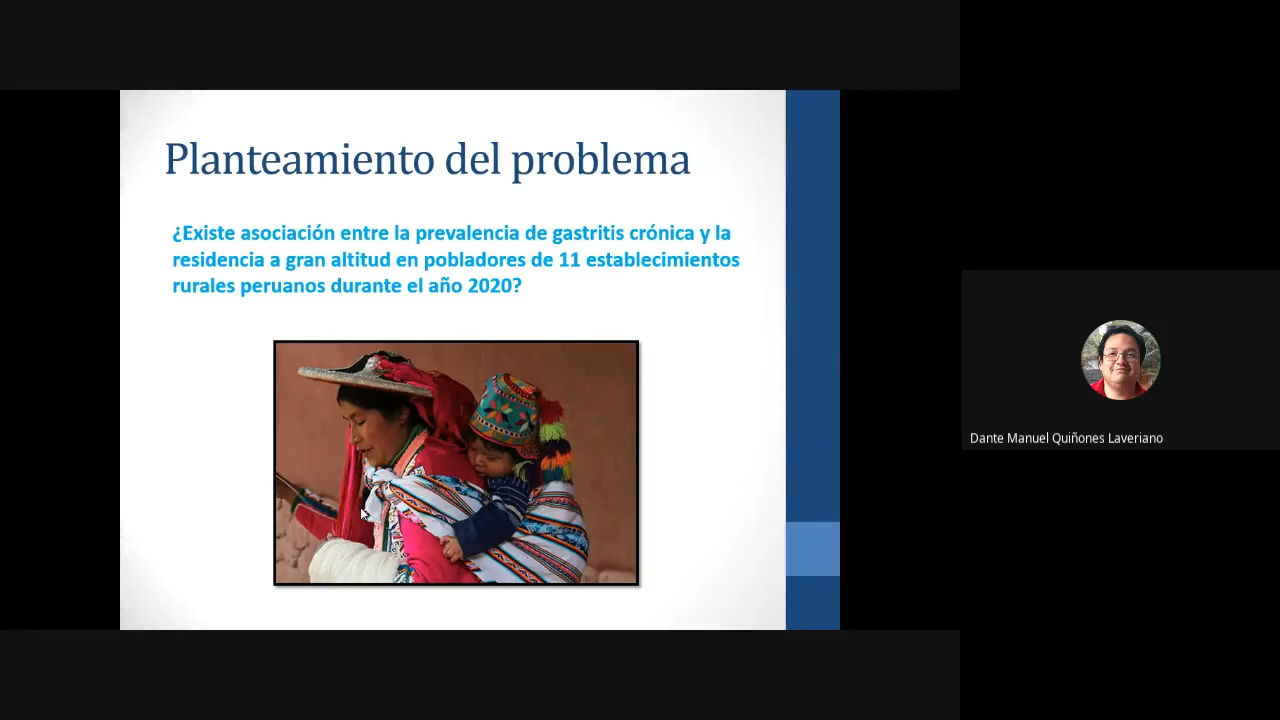 Planteamiento del problema
¿Existe asociación entre la prevalencia de gastritis crónica y la
residencia a gran altitud en pobladores de 11 establecimientos
rurales peruanos durante el año 2020?
Dante Manuel Quiñones Laveriano